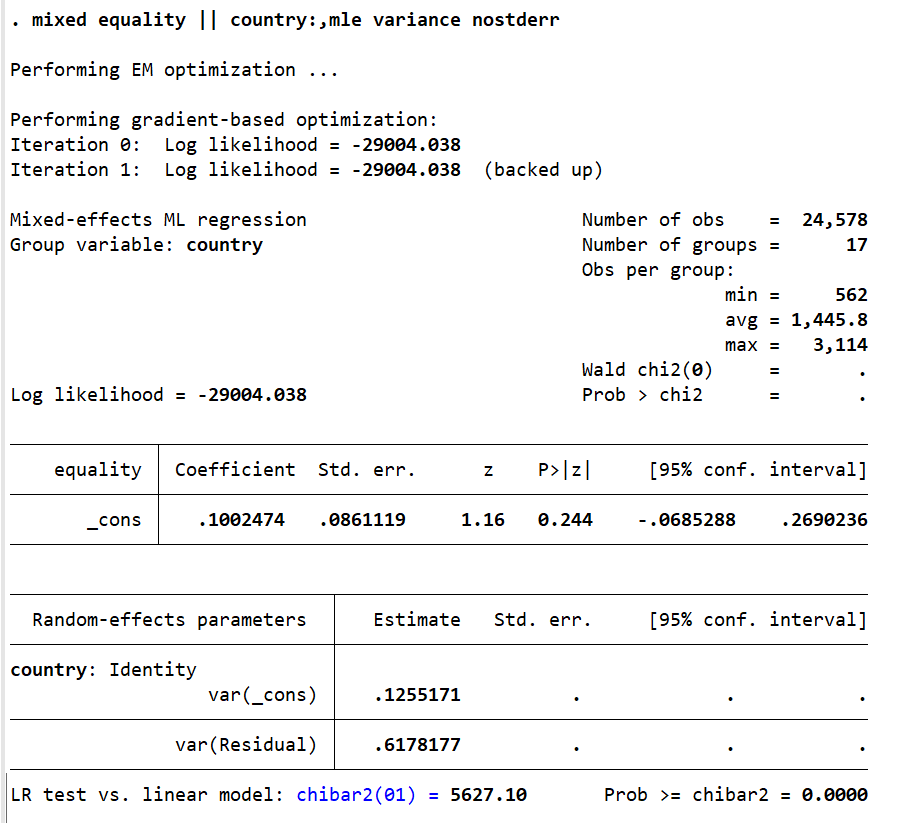 . mixed equality || country:,mle variance nostderr
Performing EM optimization ...
Performing gradient-based optimization:
Iteration 0:  Log likelihood = -29004.038
Iteration 1:  Log likelihood = -29004.038  (backed up)
Mixed-effects ML regression                     Number of obs    =  24,578
Group variable: country                         Number of groups =      17
Obs per group:
min =     562
avg = 1,445.8
max =   3,114
Wald chi2(0)     =       .
Log likelihood = -29004.038                     Prob > chi2      =       .
equality   Coefficient  Std. err.      z    P>|z|     [95% conf. interval]
_cons   .1002474   .0861119     1.16   0.244    -.0685288    .2690236
Random-effects parameters      Estimate   Std. err.     [95% conf. interval]
country: Identity
var(_cons)   .1255171          .             .           .
var(Residual)   .6178177          .             .           .
LR test vs. linear model: chibar2(01) = 5627.10       Prob >= chibar2 = 0.0000